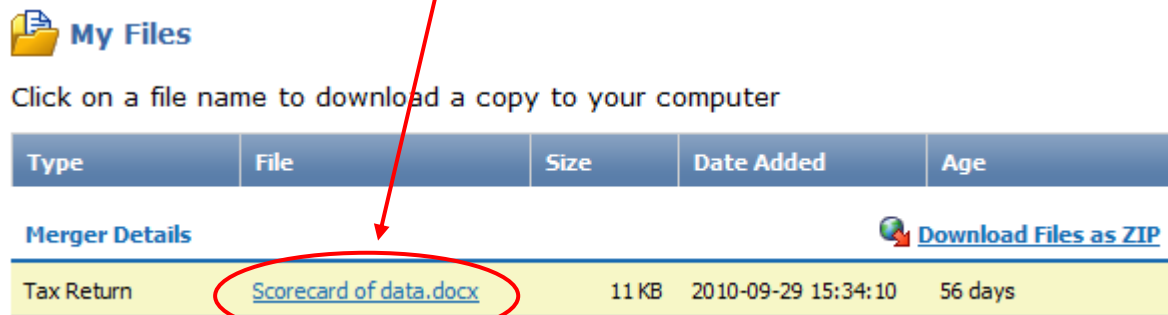 My Files
Click on a file name to download a copy to your computer
Type File Size Date Added Age
Merger Details Download Files as ZIP
Tax Return Scorecard of data.docx 11 KB 2010-09-29 15:34:10 56 days